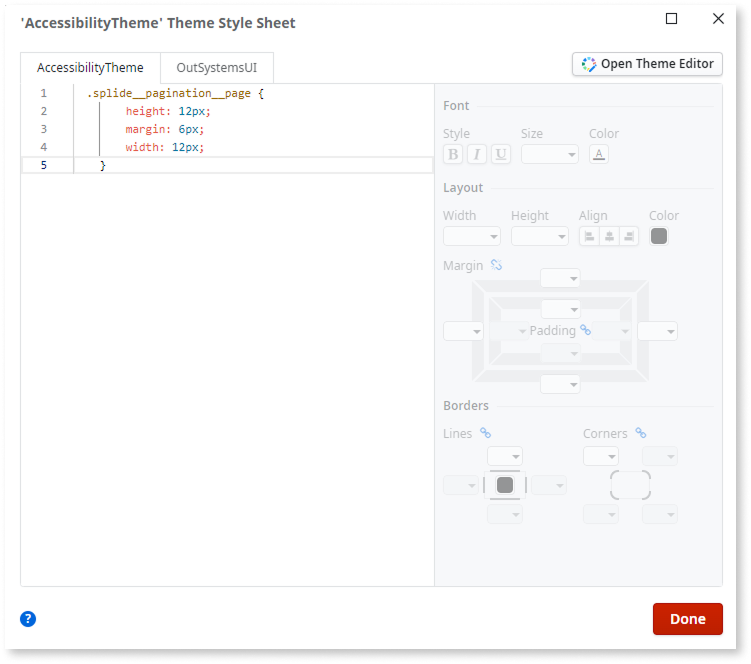 'AccessibilityTheme' Theme Style Sheet
AccessibilityTheme
OutSystemsUI
Open Theme Editor
1 .splide__pagination__page {
2 height: 12px;
3 margin: 6px;
4 width: 12px;
5 }
Font
Style Size Color
B I U A
Layout
Width Height Align Color
Margin
Padding
Borders
Lines Corners
?
Done